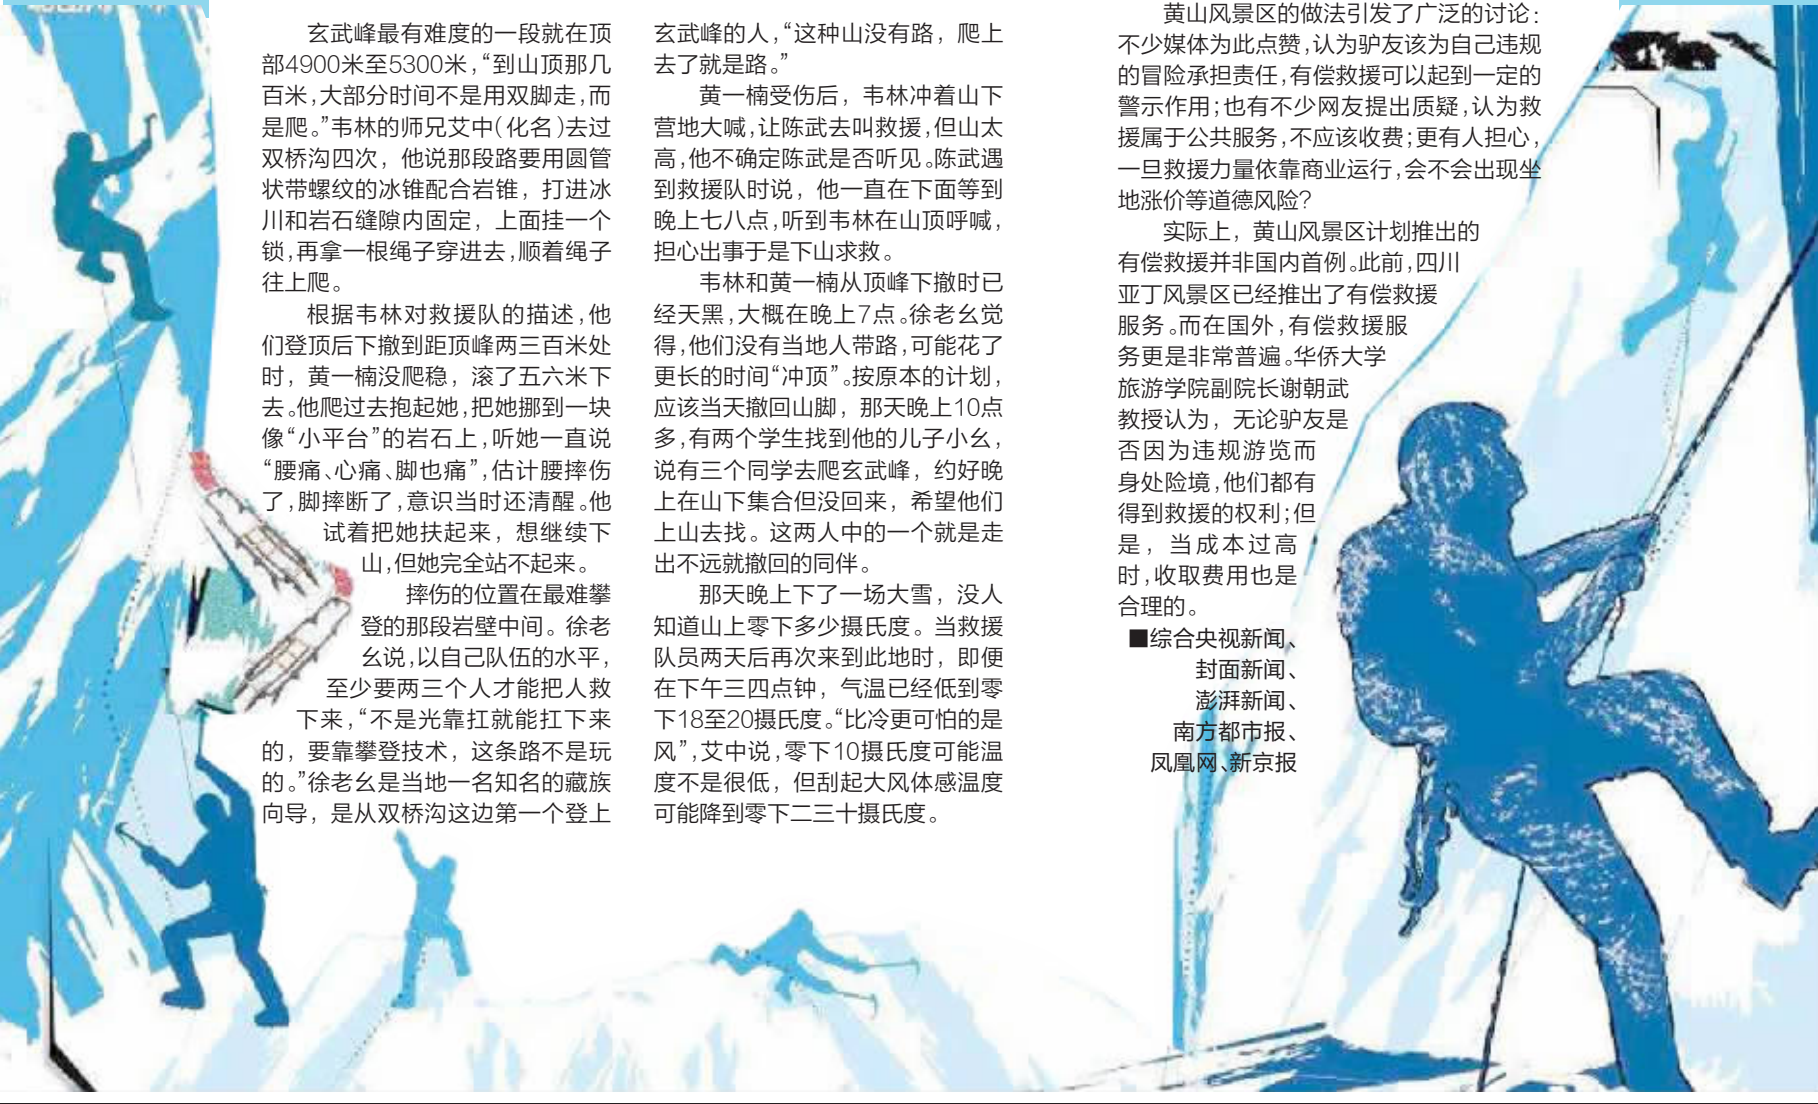 玄武峰最有难度的一段就在顶
部4900米至5300米，“到山顶那几
百米，大部分时间不是用双脚走，而
是爬。”韦林的师兄艾中（化名）去过
双桥沟四次，他说那段路要用圆管
状带螺纹的冰锥配合岩锥，打进冰
川和岩石缝隙内固定，上面挂一个
锁，再拿一根绳子穿进去，顺着绳子
往上爬。
根据韦林对救援队的描述，他
们登顶后下撤到距顶峰两三百米处
时，黄一楠没爬稳，滚了五六米下
去。他爬过去抱起她，把她挪到一块
像“小平台”的岩石上，听她一直说
“腰痛、心痛、脚也痛”，估计腰摔伤
了，脚摔断了，意识当时还清醒。他
试着把她扶起来，想继续下
山，但她完全站不起来。
摔伤的位置在最难攀
登的那段岩壁中间。徐老
幺说，以自己队伍的水平，
至少要两三个人才能把人救
下来，“不是光靠扛就能扛下来
的，要靠攀登技术，这条路不是玩
的。”徐老幺是当地一名知名的藏族
向导，是从双桥沟这边第一个登上
玄武峰的人，“这种山没有路，爬上
去了就是路。”
黄一楠受伤后，韦林冲着山下
营地大喊，让陈武去叫救援，但山太
高，他不确定陈武是否听见。陈武遇
到救援队时说，他一直在下面等到
晚上七八点，听到韦林在山顶呼喊，
担心出事于是下山求救。
韦林和黄一楠从顶峰下撤时已
经天黑，大概在晚上7点。徐老幺觉
得，他们没有当地人带路，可能花了
更长的时间“冲顶”。按原本的计划，
应该当天撤回山脚，那天晚上10点
多，有两个学生找到他的儿子小幺，
说有三个同学去爬玄武峰，约好晚
上在山下集合但没回来，希望他们
上山去找。这两人中的一个就是走
出不远就撤回的同伴。
那天晚上下了一场大雪，没人
知道山上零下多少摄氏度。当救援
队员两天后再次来到此地时，即便
在下午三四点钟，气温已经低到零
下18至20摄氏度。“比冷更可怕的是
风”，艾中说，零下10摄氏度可能温
度不是很低，但刮起大风体感温度
可能降到零下二三十摄氏度。
黄山风景区的做法引发了广泛的讨论：
不少媒体为此点赞，认为驴友该为自己违规
的冒险承担责任，有偿救援可以起到一定的
警示作用；也有不少网友提出质疑，认为救
援属于公共服务，不应该收费；更有人担心，
一旦救援力量依靠商业运行，会不会出现坐
地涨价等道德风险？
实际上，黄山风景区计划推出的
有偿救援并非国内首例。此前，四川
亚丁风景区已经推出了有偿救援
服务。而在国外，有偿救援服
务更是非常普遍。华侨大学
旅游学院副院长谢朝武
教授认为，无论驴友是
否因为违规游览而
身处险境，他们都有
得到救援的权利；但
是，当成本过高
时，收取费用也是
合理的。
■综合央视新闻、
封面新闻、
澎湃新闻、
南方都市报、
凤凰网、新京报